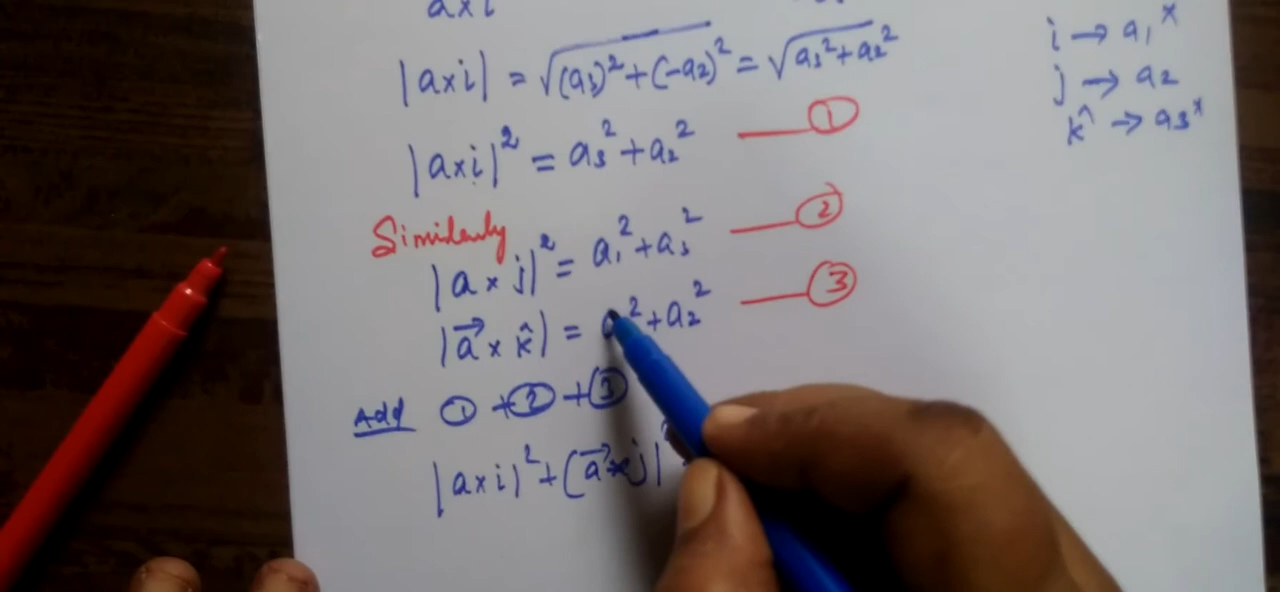 a×i
|a×i| = √(a₃)² + (-a₂)² = √a₃² + a₂²
|a×i|² = a₃² + a₂² ——①
Similarly
|a × j|² = a₁² + a₃² ——②
|a⃗ × k̂| = a² + a₂² ——③
Add ① + ② + ③
|a×i|² + (a⃗×j|²
i → a₁ ×
j → a₂
k̂ → a₃ ×